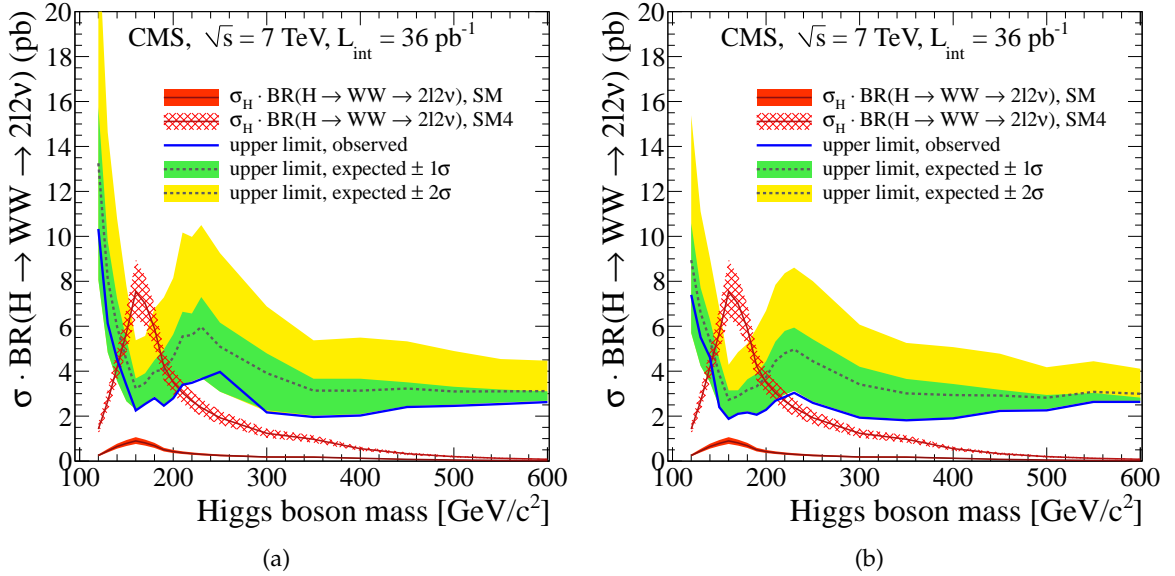 σ · BR(H → WW → 2l2ν) (pb)
20
18
16
14
12
10
8
6
4
2
0
CMS, √s = 7 TeV, L_int = 36 pb⁻¹
σ_H · BR(H → WW → 2l2ν), SM
σ_H · BR(H → WW → 2l2ν), SM4
upper limit, observed
upper limit, expected ± 1σ
upper limit, expected ± 2σ
100 200 300 400 500 600
Higgs boson mass [GeV/c²]
(a)
σ · BR(H → WW → 2l2ν) (pb)
20
18
16
14
12
10
8
6
4
2
0
CMS, √s = 7 TeV, L_int = 36 pb⁻¹
σ_H · BR(H → WW → 2l2ν), SM
σ_H · BR(H → WW → 2l2ν), SM4
upper limit, observed
upper limit, expected ± 1σ
upper limit, expected ± 2σ
100 200 300 400 500 600
Higgs boson mass [GeV/c²]
(b)